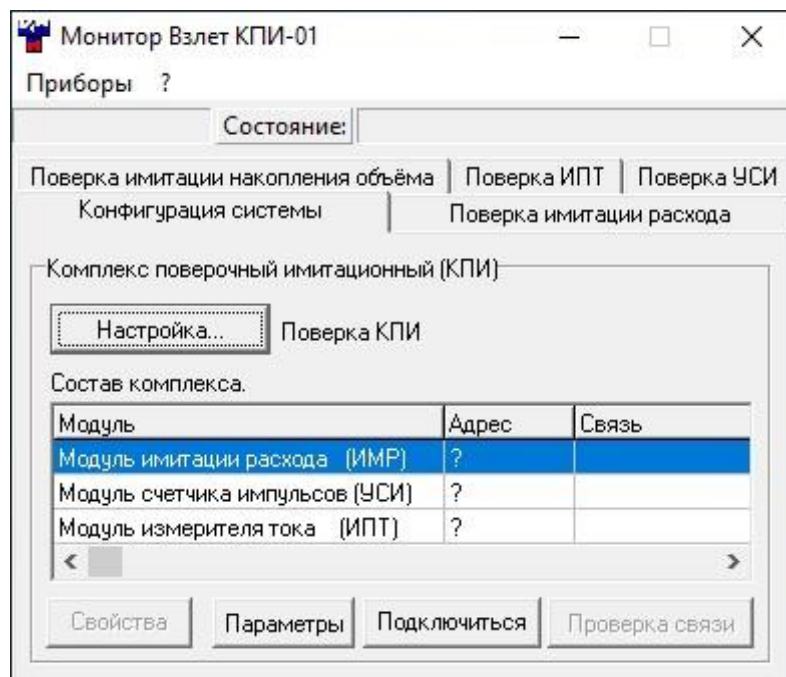 Монитор Взлет КПИ-01
Приборы ?
Состояние:
Поверка имитации накопления объёма Поверка ИПТ Поверка УСИ
Конфигурация системы Поверка имитации расхода
Комплекс поверочный имитационный (КПИ)
Настройка... Поверка КПИ
Состав комплекса.
Модуль Адрес Связь
Модуль имитации расхода (ИМР) ?
Модуль счетчика импульсов (УСИ) ?
Модуль измерителя тока (ИПТ) ?
Свойства Параметры Подключиться Проверка связи